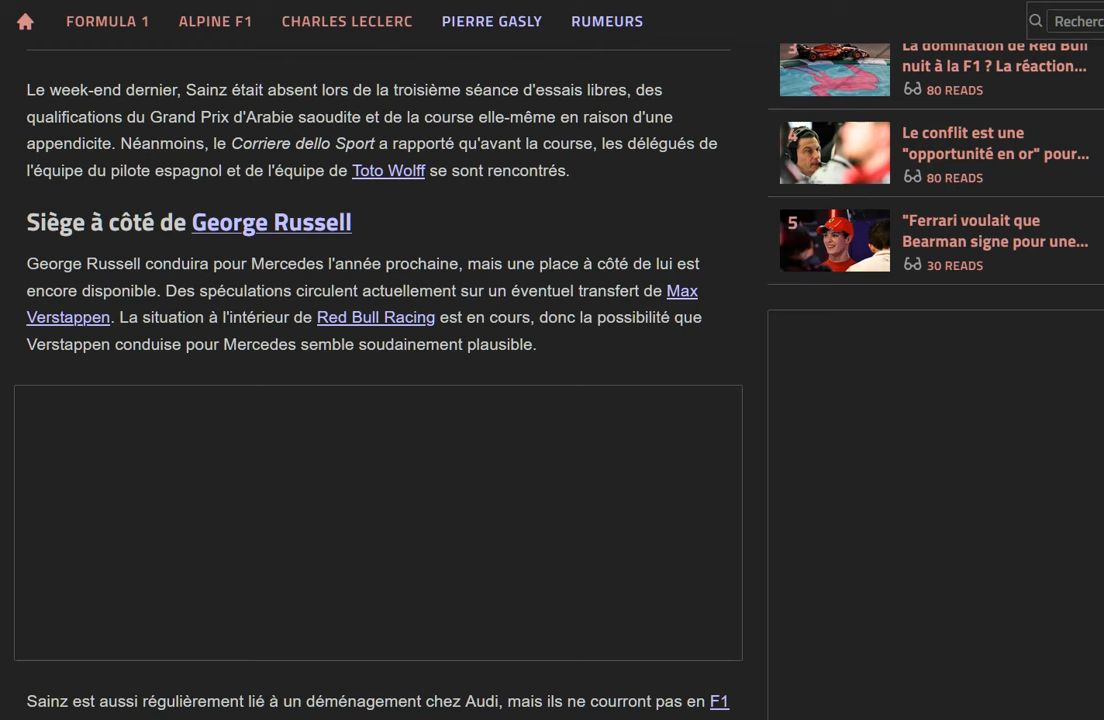 FORMULA 1 ALPINE F1 CHARLES LECLERC PIERRE GASLY RUMEURS
Recherc
Le week-end dernier, Sainz était absent lors de la troisième séance d'essais libres, des
qualifications du Grand Prix d'Arabie saoudite et de la course elle-même en raison d'une
appendicite. Néanmoins, le Corriere dello Sport a rapporté qu'avant la course, les délégués de
l'équipe du pilote espagnol et de l'équipe de Toto Wolff se sont rencontrés.
Siège à côté de George Russell
George Russell conduira pour Mercedes l'année prochaine, mais une place à côté de lui est
encore disponible. Des spéculations circulent actuellement sur un éventuel transfert de Max
Verstappen. La situation à l'intérieur de Red Bull Racing est en cours, donc la possibilité que
Verstappen conduise pour Mercedes semble soudainement plausible.
Sainz est aussi régulièrement lié à un déménagement chez Audi, mais ils ne courront pas en F1
La domination de Red Bull
nuit à la F1 ? La réaction...
80 READS
Le conflit est une
"opportunité en or" pour...
80 READS
5
"Ferrari voulait que
Bearman signe pour une...
30 READS